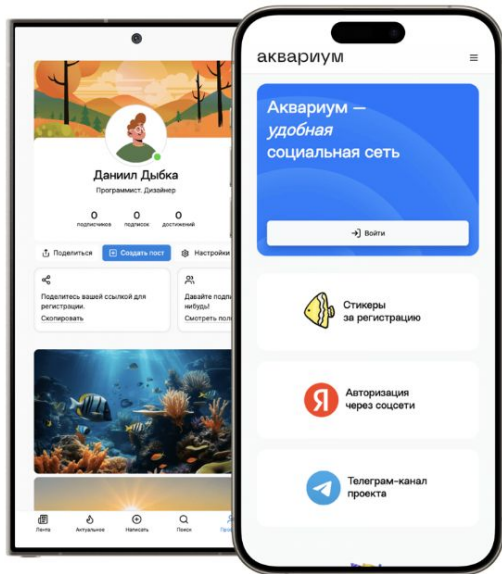 Даниил Дыбка
Программист. Дизайнер
0 0 0
подписчиков подписок достижений
Поделиться Создать пост Настройки
Поделитесь вашей ссылкой для
регистрации.
Скопировать
Давайте
нибудь!
Смотреть
Лента Актуальное Написать Поиск
аквариум
Аквариум —
удобная
социальная сеть
Войти
Стикеры
за регистрацию
Я
Авторизация
через соцсети
Телеграм-канал
проекта